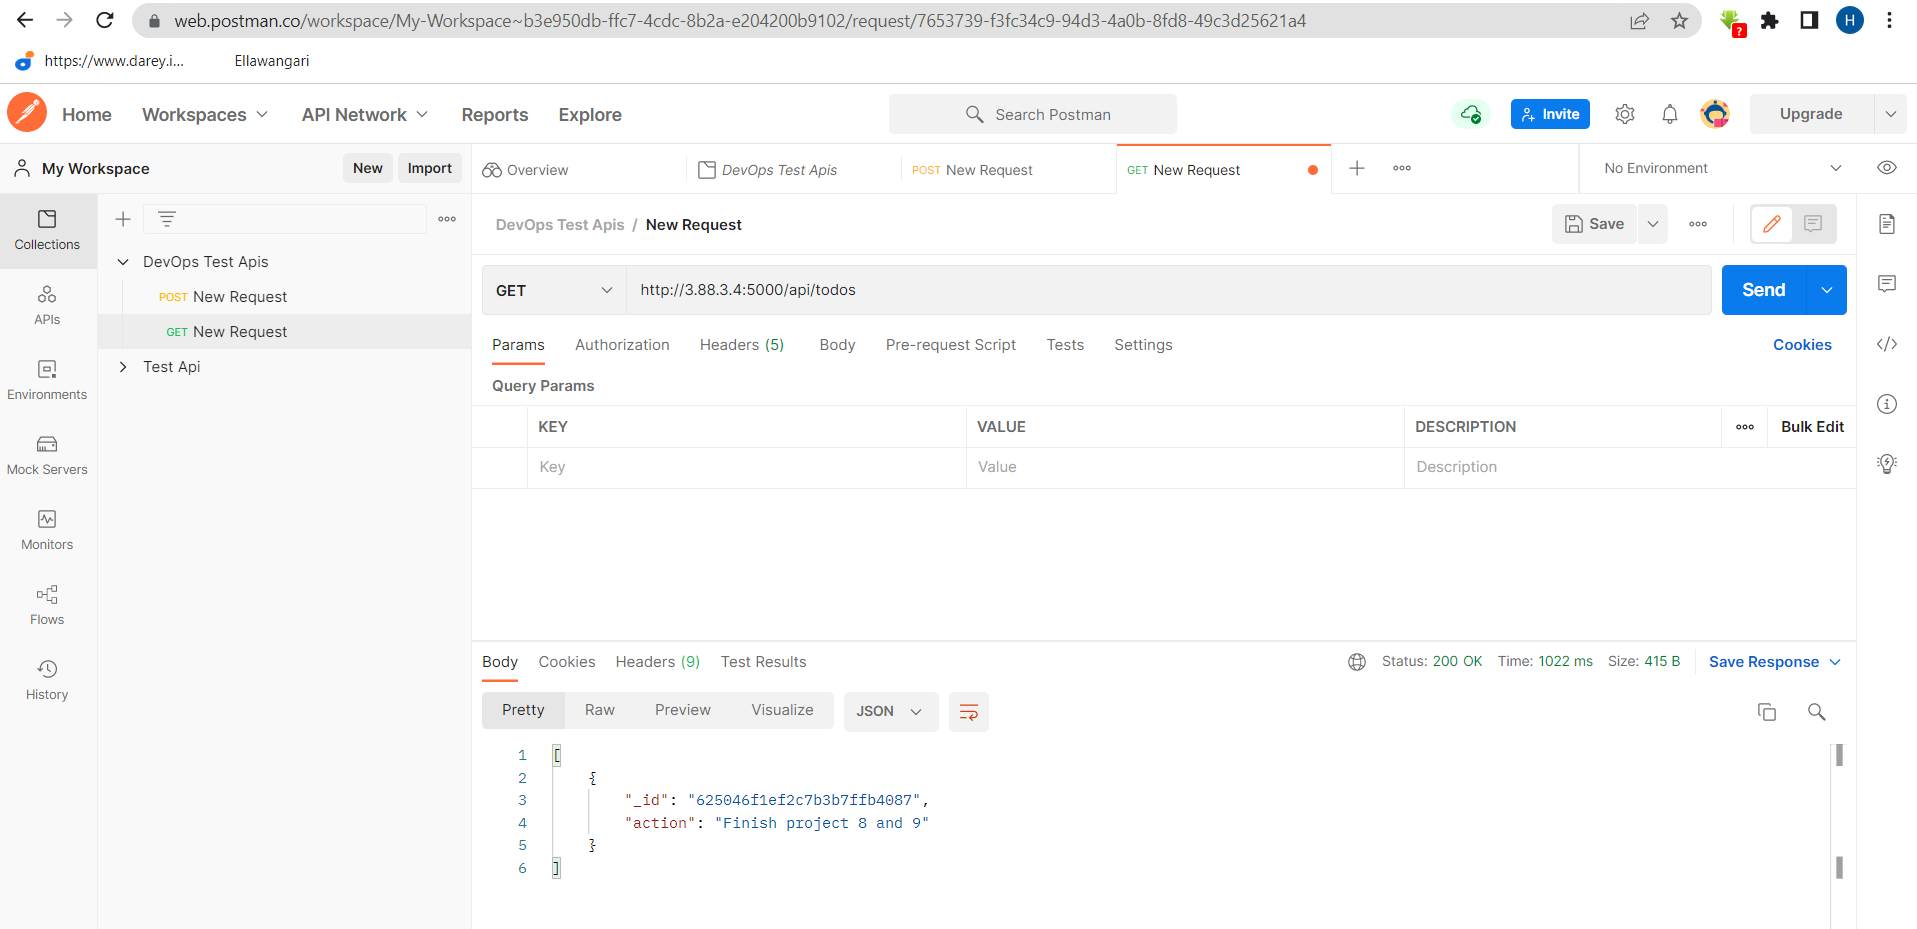 web.postman.co/workspace/My-Workspace~b3e950db-ffc7-4cdc-8b2a-e204200b9102/request/7653739-f3fc34c9-94d3-4a0b-8fd8-49c3d25621a4
?
H
https://www.darey.i...
Ellawangari
Home
Workspaces
API Network
Reports
Explore
Search Postman
Invite
Upgrade
My Workspace
New
Import
Overview
DevOps Test Apis
POST New Request
GET New Request
No Environment
Collections
APIs
Environments
Mock Servers
Monitors
Flows
History
DevOps Test Apis
POST New Request
GET New Request
Test Api
DevOps Test Apis / New Request
Save
GET
http://3.88.3.4:5000/api/todos
Send
Params
Authorization
Headers (5)
Body
Pre-request Script
Tests
Settings
Cookies
Query Params
KEY
VALUE
DESCRIPTION
Bulk Edit
Key
Value
Description
Body
Cookies
Headers (9)
Test Results
Status: 200 OK
Time: 1022 ms
Size: 415 B
Save Response
Pretty
Raw
Preview
Visualize
JSON
1 [
2 {
3 "_id": "625046f1ef2c7b3b7ffb4087",
4 "action": "Finish project 8 and 9"
5 }
6 ]